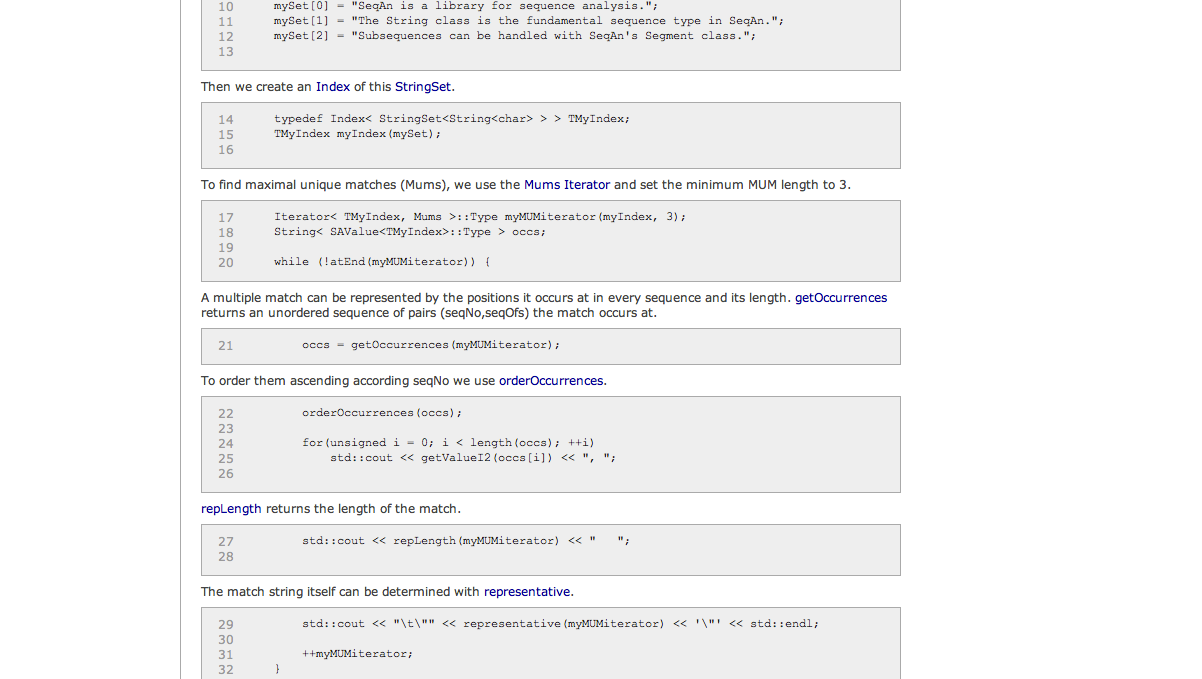 10 mySet[0] = "SeqAn is a library for sequence analysis.";
11 mySet[1] = "The String class is the fundamental sequence type in SeqAn.";
12 mySet[2] = "Subsequences can be handled with SeqAn's Segment class.";
13
Then we create an Index of this StringSet.
14 typedef Index< StringSet<String<char> > > TMyIndex;
15 TMyIndex myIndex(mySet);
16
To find maximal unique matches (Mums), we use the Mums Iterator and set the minimum MUM length to 3.
17 Iterator< TMyIndex, Mums >::Type myMUMiterator(myIndex, 3);
18 String< SAValue<TMyIndex>::Type > occs;
19
20 while (!atEnd(myMUMiterator)) {
A multiple match can be represented by the positions it occurs at in every sequence and its length. getOccurrences
returns an unordered sequence of pairs (seqNo,seqOfs) the match occurs at.
21 occs = getOccurrences(myMUMiterator);
To order them ascending according seqNo we use orderOccurrences.
22 orderOccurrences(occs);
23
24 for(unsigned i = 0; i < length(occs); ++i)
25 std::cout << getValueI2(occs[i]) << ", ";
26
repLength returns the length of the match.
27 std::cout << repLength(myMUMiterator) << "   ";
28
The match string itself can be determined with representative.
29 std::cout << "\t\"" << representative(myMUMiterator) << '\"' << std::endl;
30
31 ++myMUMiterator;
32 }